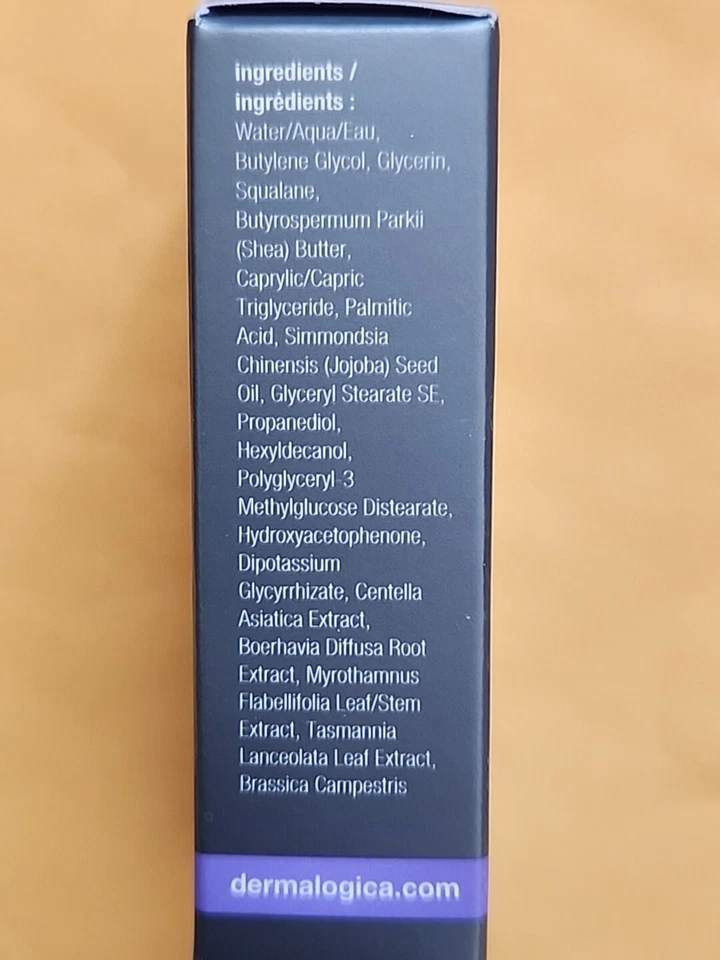 ingredients /
ingrédients :
Water/Aqua/Eau,
Butylene Glycol, Glycerin,
Squalane,
Butyrospermum Parkii
(Shea) Butter,
Caprylic/Capric
Triglyceride, Palmitic
Acid, Simmondsia
Chinensis (Jojoba) Seed
Oil, Glyceryl Stearate SE,
Propanediol,
Hexyldecanol,
Polyglyceryl-3
Methylglucose Distearate,
Hydroxyacetophenone,
Dipotassium
Glycyrrhizate, Centella
Asiatica Extract,
Boerhavia Diffusa Root
Extract, Myrothamnus
Flabellifolia Leaf/Stem
Extract, Tasmannia
Lanceolata Leaf Extract,
Brassica Campestris
dermalogica.com